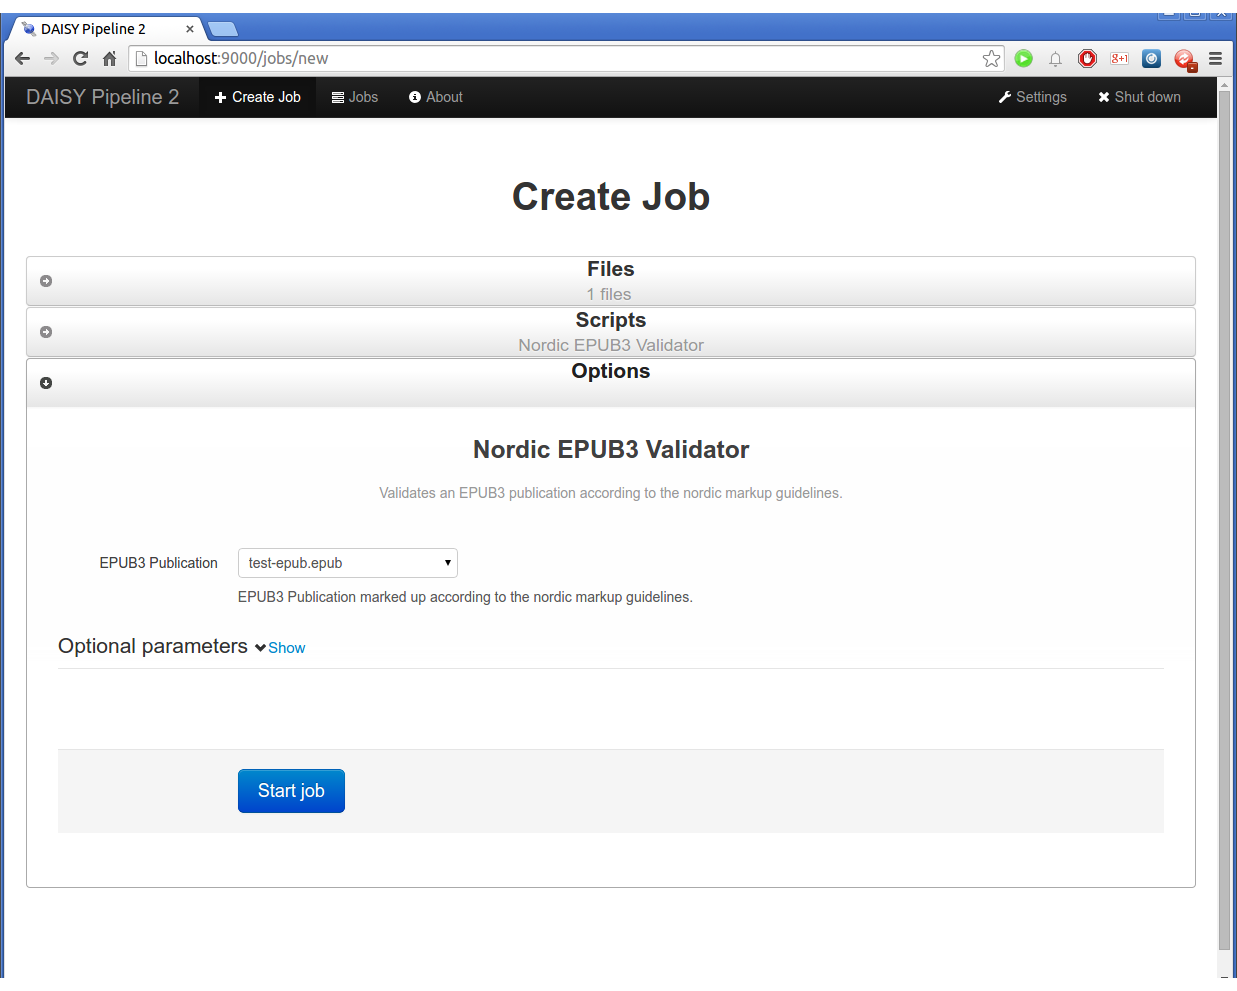 DAISY Pipeline 2
localhost:9000/jobs/new
8+1
DAISY Pipeline 2 Create Job Jobs About Settings Shut down
Create Job
Files
1 files
Scripts
Nordic EPUB3 Validator
Options
Nordic EPUB3 Validator
Validates an EPUB3 publication according to the nordic markup guidelines.
EPUB3 Publication test-epub.epub
EPUB3 Publication marked up according to the nordic markup guidelines.
Optional parameters Show
Start job